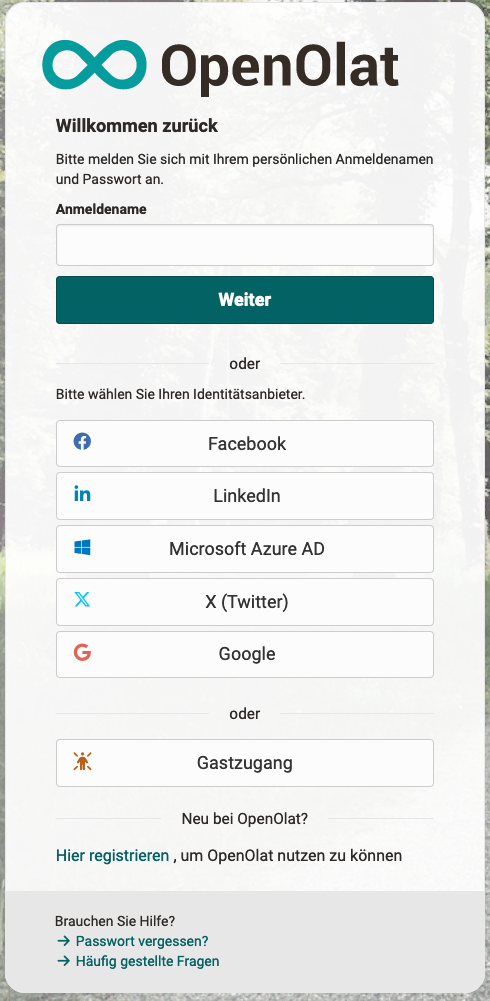 OpenOlat
Willkommen zurück
Bitte melden Sie sich mit Ihrem persönlichen Anmeldenamen
und Passwort an.
Anmeldename
Weiter
oder
Bitte wählen Sie Ihren Identitätsanbieter.
Facebook
LinkedIn
Microsoft Azure AD
X (Twitter)
Google
oder
Gastzugang
Neu bei OpenOlat?
Hier registrieren , um OpenOlat nutzen zu können
Brauchen Sie Hilfe?
→ Passwort vergessen?
→ Häufig gestellte Fragen